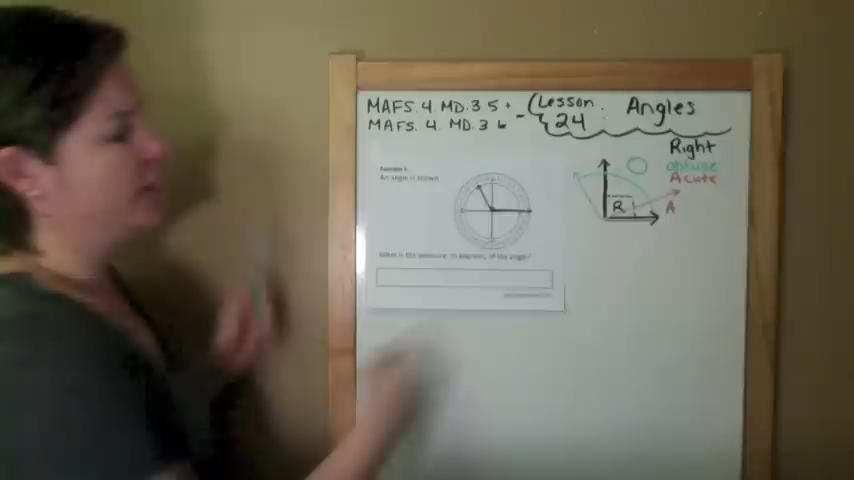 MAFS. 4 MD. 3 5 +
MAFS. 4. MD. 3 6
- Lesson : Angles
24
Right
obtuse
Acute
An angle is shown
What is the measure, in degrees, of the angle?
R
A